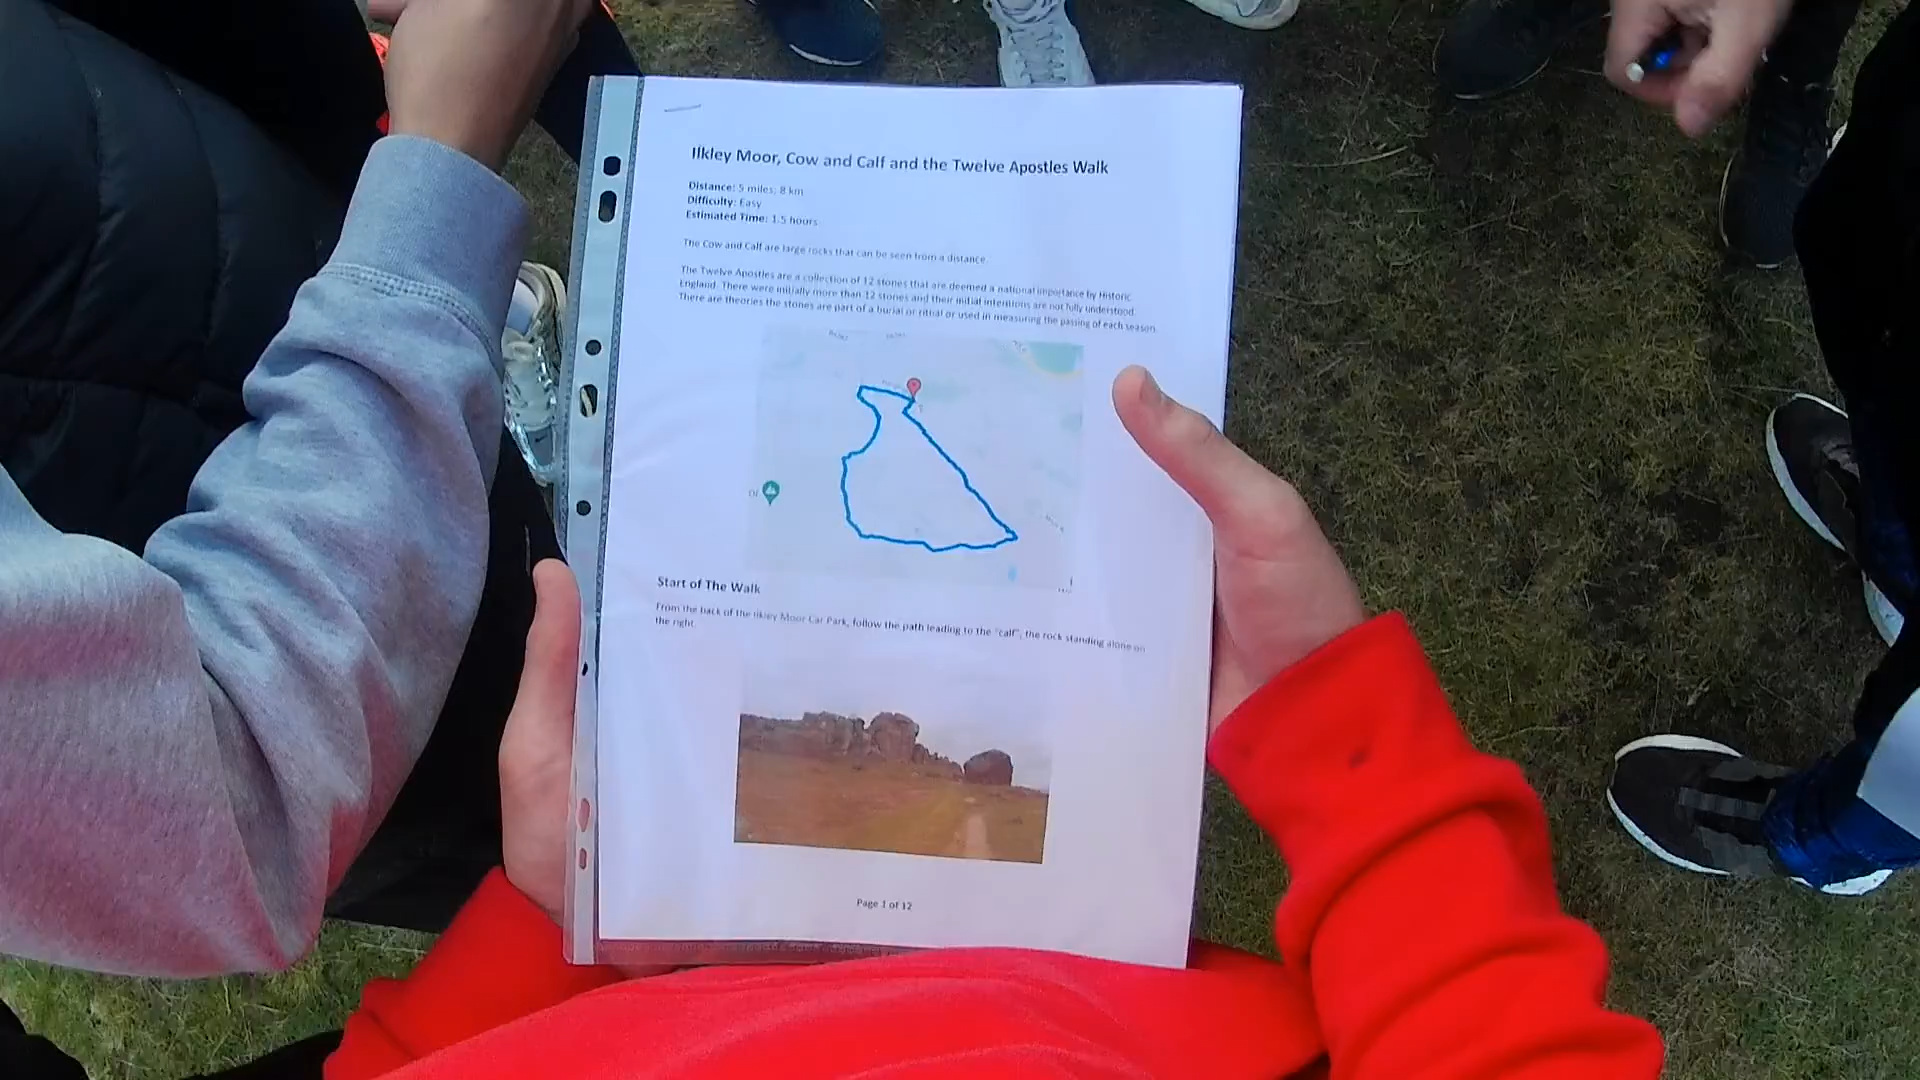 Ilkley Moor, Cow and Calf and the Twelve Apostles Walk
Distance: 5 miles, 8 km
Difficulty: Easy
Estimated Time: 1.5 hours
The Cow and Calf are large rocks that can be seen from a distance.
The Twelve Apostles are a collection of 12 stones that are deemed a national importance by Historic
England. There were initially more than 12 stones and their initial intentions are not fully understood.
There are theories the stones are part of a burial or ritual or used in measuring the passing of each season.
Start of The Walk
From the back of the Ilkley Moor Car Park, follow the path leading to the "calf", the rock standing alone on
the right.
Page 1 of 12